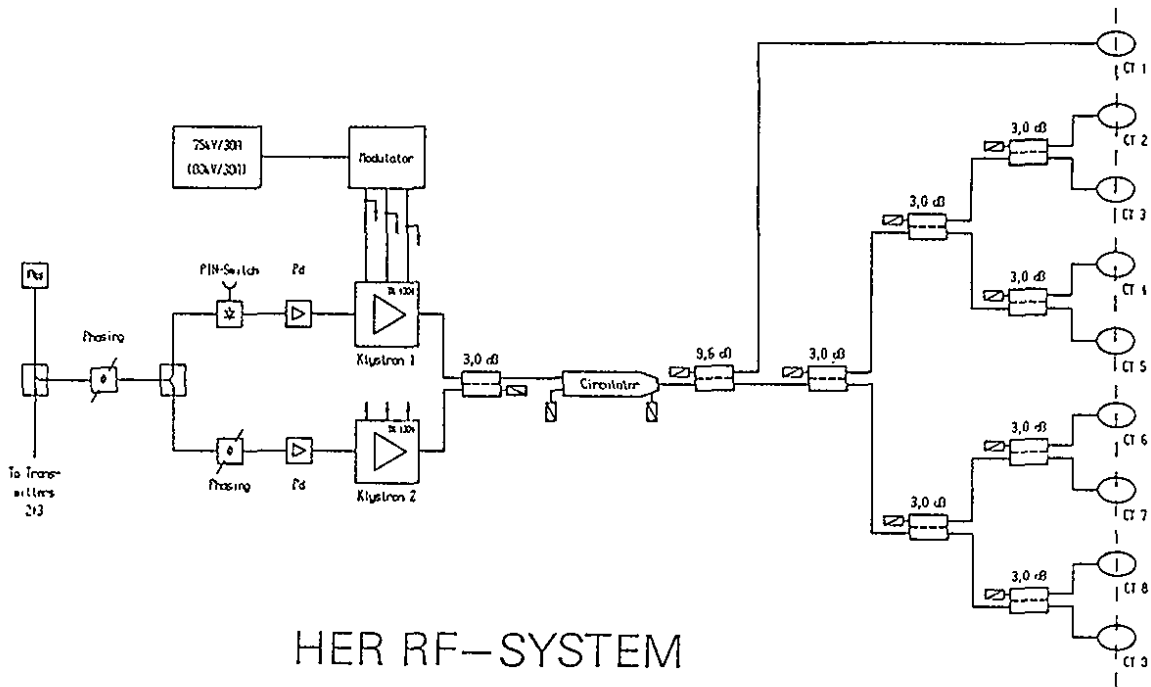 CT 1
3,0 dB
CT 2
75kV/30A
(80kV/30A)
Modulator
3,0 dB
CT 3
PIN-Switch
Pd
3,0 dB
CT 4
Phasing
Klystron 1
3,0 dB
9,6 dB
3,0 dB
CT 5
Circulator
CT 6
3,0 dB
To Trans-
mitters
2+3
Phasing
Pd
Klystron 2
3,0 dB
CT 7
3,0 dB
CT 8
CT 3
HER RF-SYSTEM